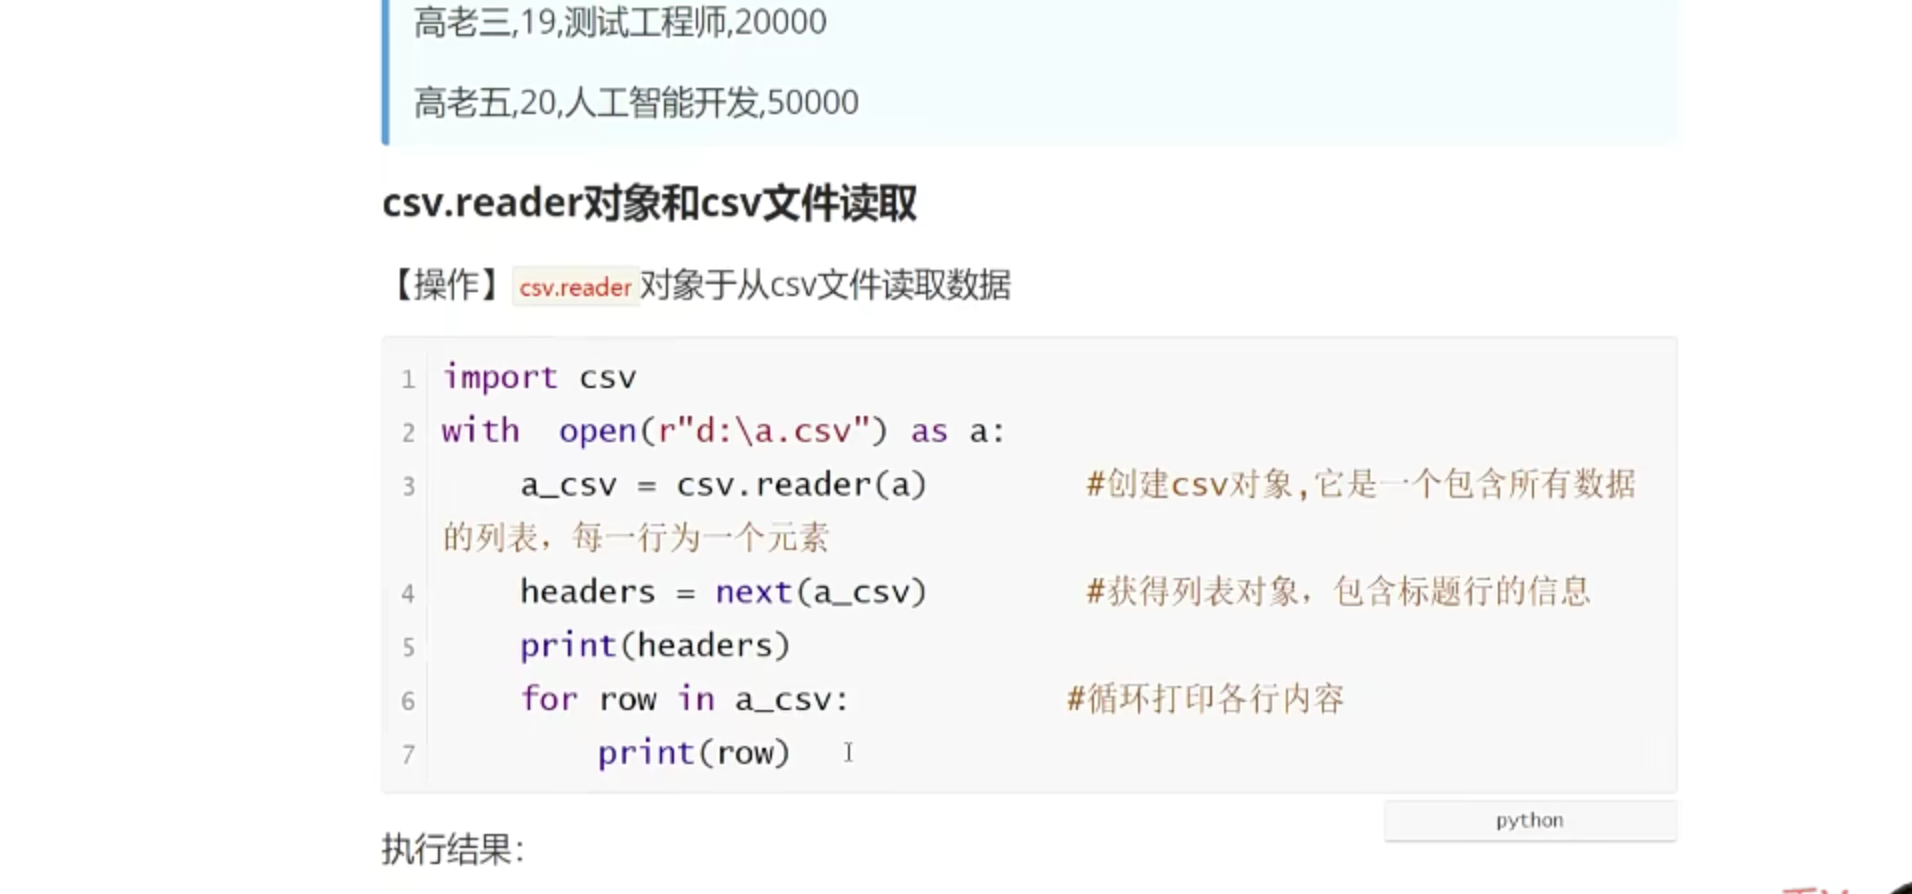 高老三,19,测试工程师,20000
高老五,20,人工智能开发,50000
csv.reader对象和csv文件读取
【操作】csv.reader对象于从csv文件读取数据
1 import csv
2 with  open(r"d:\a.csv") as a:
3     a_csv = csv.reader(a)        #创建csv对象,它是一个包含所有数据
的列表，每一行为一个元素
4     headers = next(a_csv)        #获得列表对象，包含标题行的信息
5     print(headers)
6     for row in a_csv:           #循环打印各行内容
7         print(row)
python
执行结果：